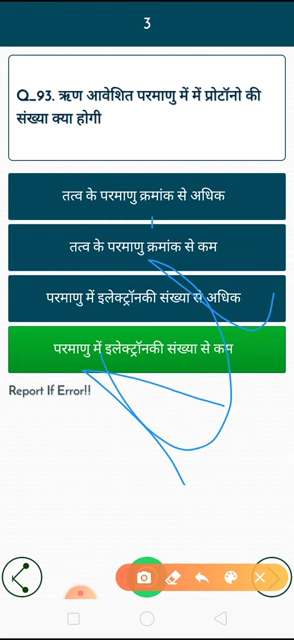 3
Q_93. ऋण आवेशित परमाणु में में प्रोटॉनो की
संख्या क्या होगी
तत्व के परमाणु क्रमांक से अधिक
तत्व के परमाणु क्रमांक से कम
परमाणु में इलेक्ट्रॉनकी संख्या से अधिक
परमाणु में इलेक्ट्रॉनकी संख्या से कम
Report If Error!!